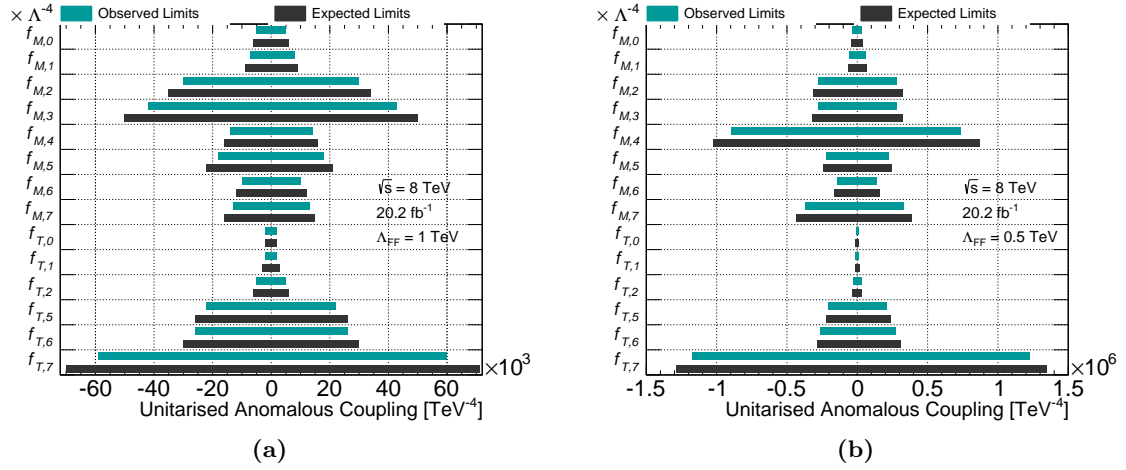 × Λ⁻⁴ Observed Limits Expected Limits
f_M,0
f_M,1
f_M,2
f_M,3
f_M,4
f_M,5
f_M,6
f_M,7
f_T,0
f_T,1
f_T,2
f_T,5
f_T,6
f_T,7
√s = 8 TeV
20.2 fb⁻¹
Λ_FF = 1 TeV
-60 -40 -20 0 20 40 60 ×10³
Unitarised Anomalous Coupling [TeV⁻⁴]
(a)
× Λ⁻⁴ Observed Limits Expected Limits
f_M,0
f_M,1
f_M,2
f_M,3
f_M,4
f_M,5
f_M,6
f_M,7
f_T,0
f_T,1
f_T,2
f_T,5
f_T,6
f_T,7
√s = 8 TeV
20.2 fb⁻¹
Λ_FF = 0.5 TeV
-1.5 -1 -0.5 0 0.5 1 1.5 ×10⁶
Unitarised Anomalous Coupling [TeV⁻⁴]
(b)